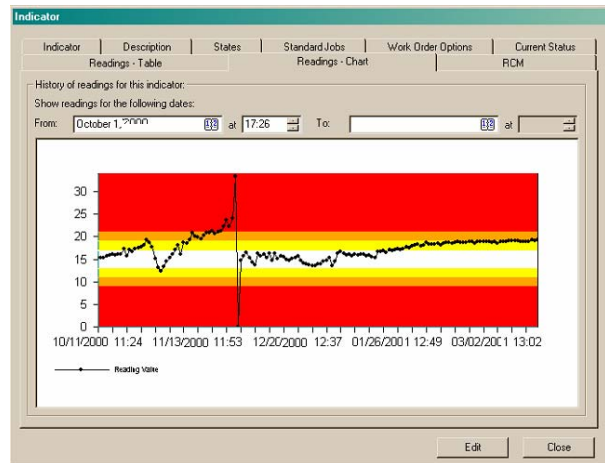 Indicator
Indicator Description States Standard Jobs Work Order Options Current Status
Readings - Table Readings - Chart RCM
History of readings for this indicator:
Show readings for the following dates:
From: October 1, 2000 at 17:26 To: at
30
25
20
15
10
5
0
10/11/2000 11:24 11/13/2000 11:53 12/20/2000 12:37 01/26/2001 12:49 03/02/2001 13:02
Reading Value
Edit Close